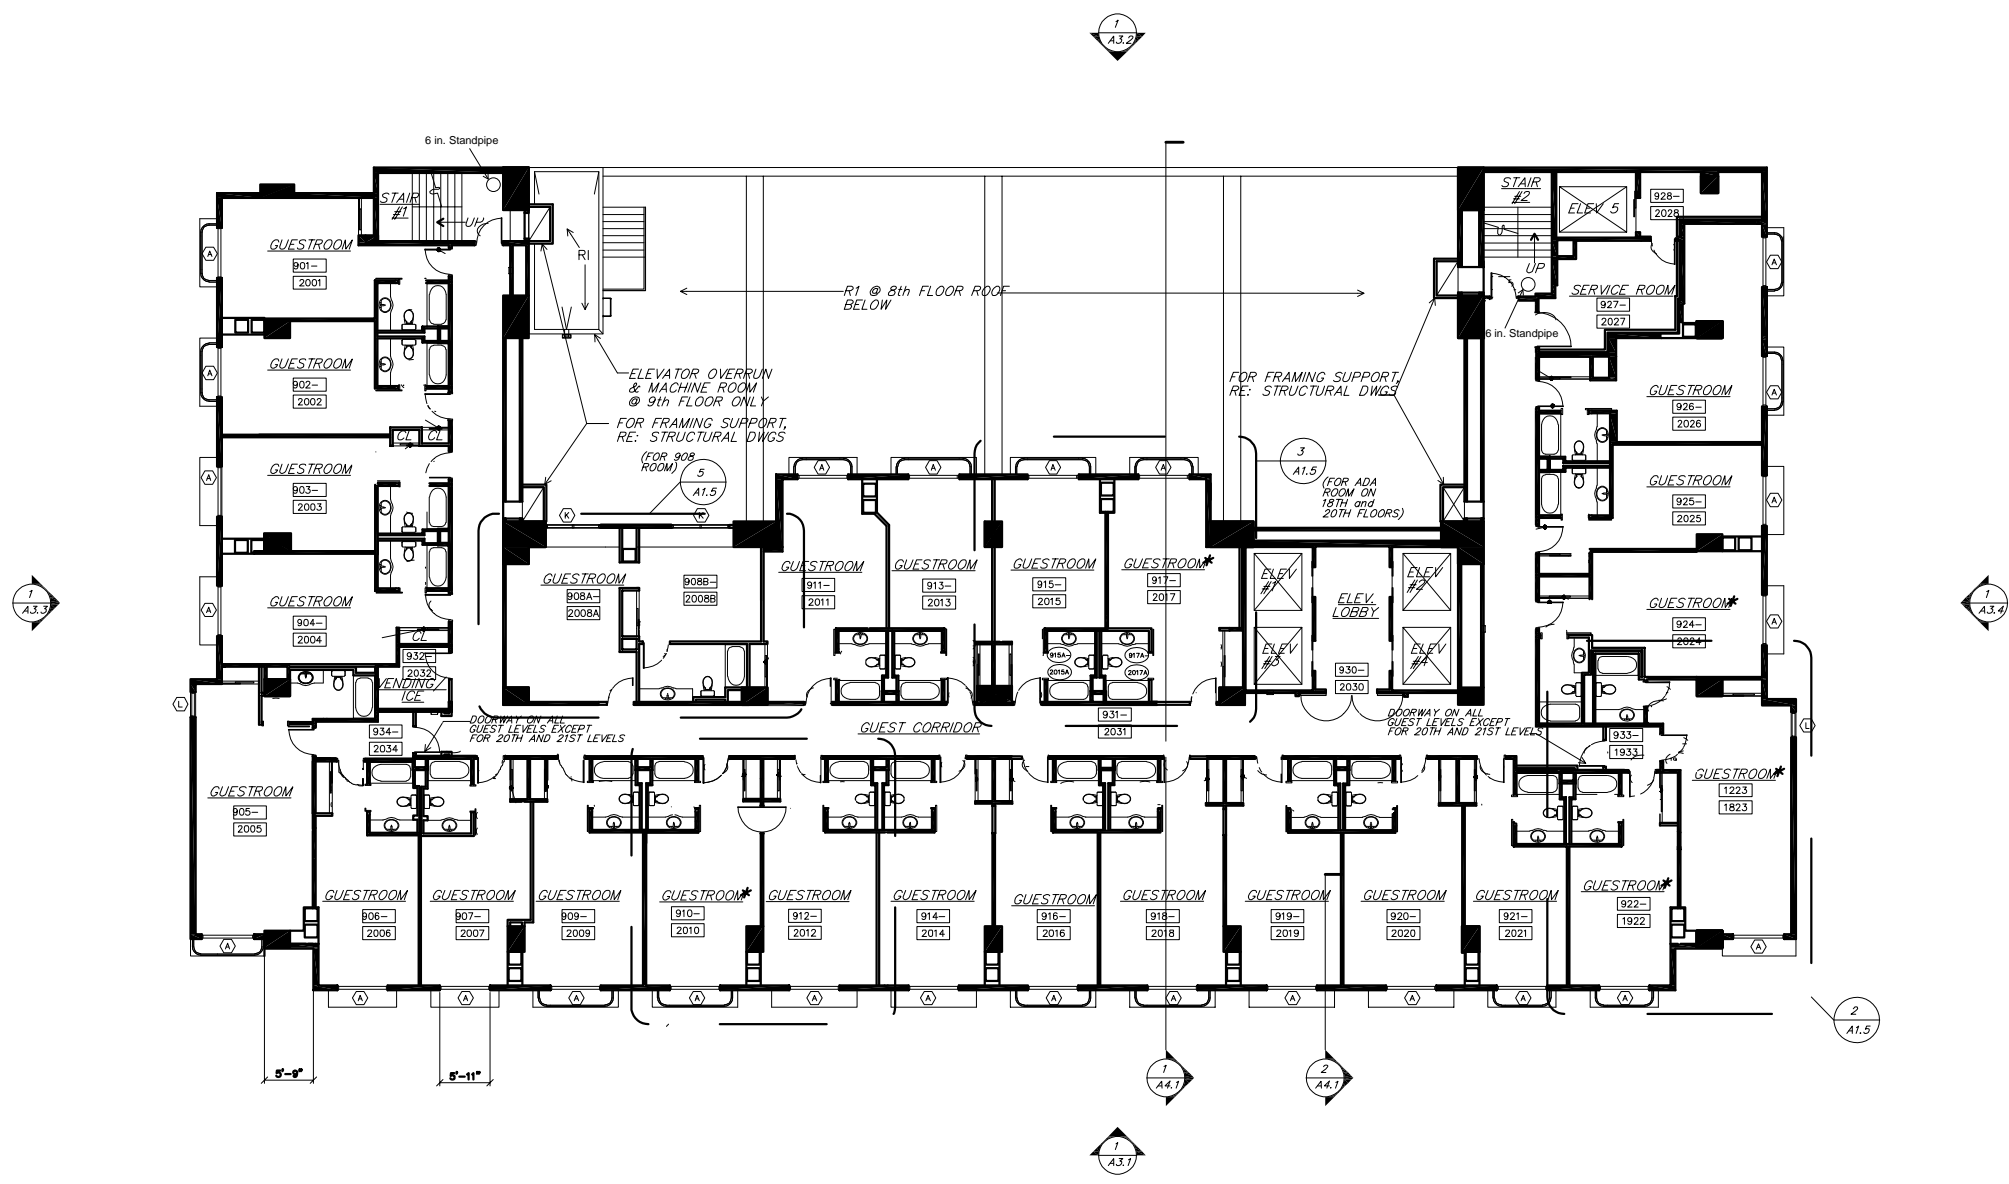 1
A3.2
6 in. Standpipe
STAIR
#1
UP
STAIR
#2
UP
6 in. Standpipe
ELEV 5
928-
2028
SERVICE ROOM
927-
2027
R1
R1 @ 8th FLOOR ROOF
BELOW
ELEVATOR OVERRUN
& MACHINE ROOM
@ 9th FLOOR ONLY
FOR FRAMING SUPPORT,
RE: STRUCTURAL DWGS
(FOR 908
ROOM)
5
A1.5
FOR FRAMING SUPPORT,
RE: STRUCTURAL DWGS
3
A1.5
(FOR ADA
ROOM ON
18TH and
20TH FLOORS)
GUESTROOM
901-
2001
A
GUESTROOM
902-
2002
A
CL
CL
GUESTROOM
903-
2003
A
GUESTROOM
904-
2004
A
CL
932-
2032
VENDING/
ICE
1
A3.3
L
934-
2034
DOORWAY ON ALL
GUEST LEVELS EXCEPT
FOR 20TH AND 21ST LEVELS
K
K
GUESTROOM
908A-
2008A
908B-
2008B
A
GUESTROOM
911-
2011
A
GUESTROOM
913-
2013
A
GUESTROOM
915-
2015
A
GUESTROOM*
917-
2017
915A-
2015A
917A-
2017A
ELEV
#1
ELEV
#2
ELEV
#3
ELEV
#4
ELEV.
LOBBY
930-
2030
GUEST CORRIDOR
931-
2031
DOORWAY ON ALL
GUEST LEVELS EXCEPT
FOR 20TH AND 21ST LEVELS
933-
1933
GUESTROOM
926-
2026
A
A
GUESTROOM
925-
2025
A
GUESTROOM*
924-
2024
A
1
A3.4
L
GUESTROOM
905-
2005
A
GUESTROOM
906-
2006
A
GUESTROOM
907-
2007
A
GUESTROOM
909-
2009
A
GUESTROOM*
910-
2010
A
GUESTROOM
912-
2012
A
GUESTROOM
914-
2014
A
GUESTROOM
916-
2016
A
GUESTROOM
918-
2018
A
GUESTROOM
919-
2019
A
GUESTROOM
920-
2020
A
GUESTROOM
921-
2021
A
GUESTROOM*
922-
1922
A
GUESTROOM*
1223
1823
A
2
A1.5
5'-9"
5'-11"
1
A4.1
2
A4.1
1
A3.1